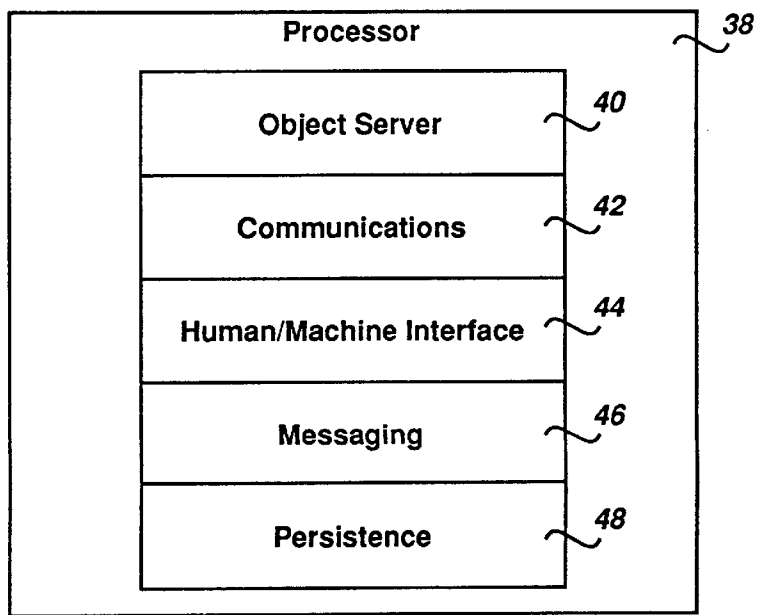 Processor 38
Object Server 40
Communications 42
Human/Machine Interface 44
Messaging 46
Persistence 48